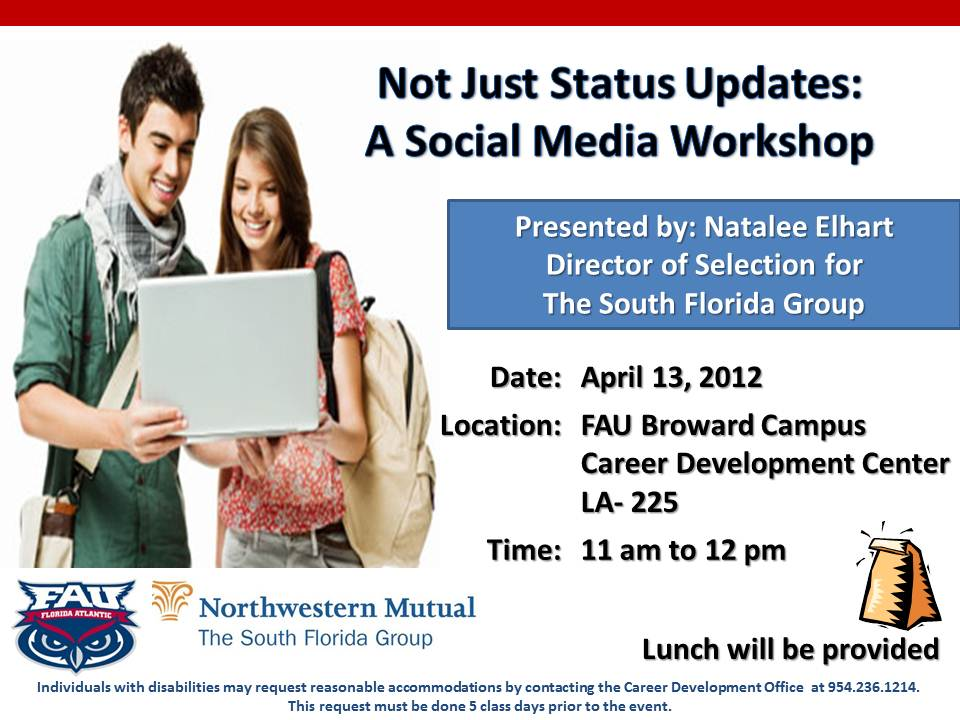 Not Just Status Updates:
A Social Media Workshop
Presented by: Natalee Elhart
Director of Selection for
The South Florida Group
Date: April 13, 2012
Location: FAU Broward Campus
Career Development Center
LA- 225
Time: 11 am to 12 pm
FAU
FLORIDA ATLANTIC
Northwestern Mutual
The South Florida Group
Lunch will be provided
Individuals with disabilities may request reasonable accommodations by contacting the Career Development Office at 954.236.1214.
This request must be done 5 class days prior to the event.